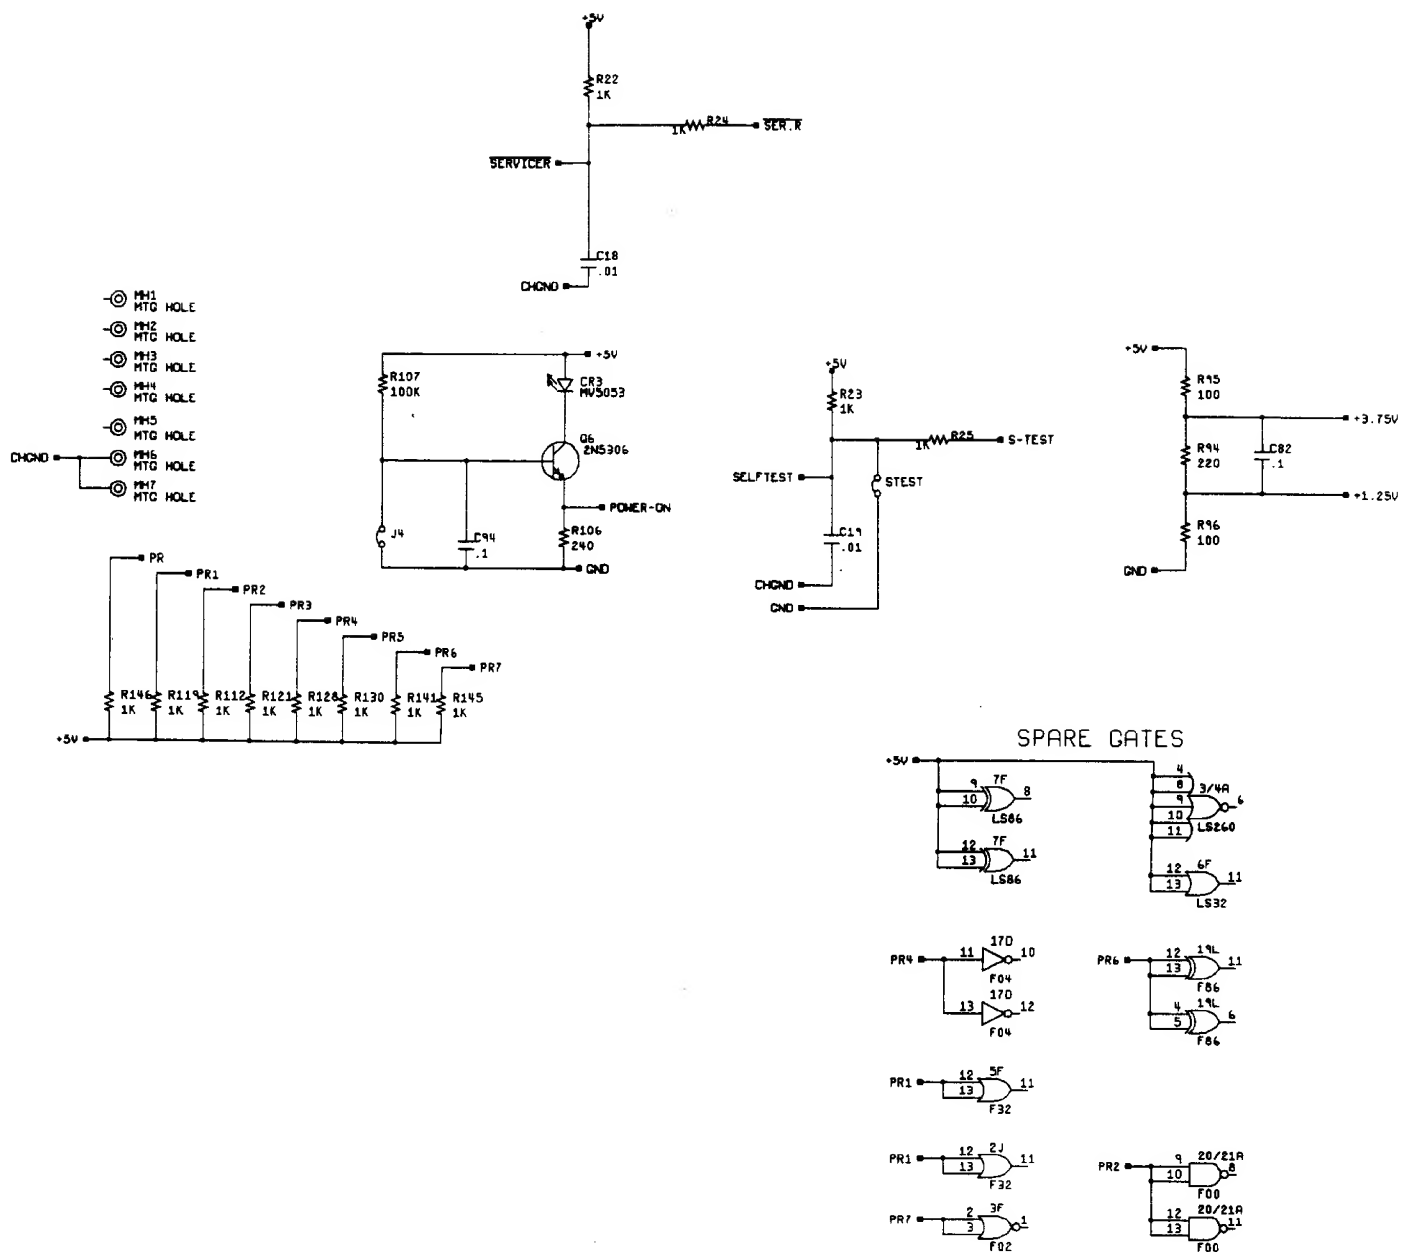 +5V
R22
1K
1K R24
SER.R
SERVICER
C18
.01
CHGND
MH1
MTG HOLE
MH2
MTG HOLE
MH3
MTG HOLE
MH4
MTG HOLE
MH5
MTG HOLE
MH6
MTG HOLE
MH7
MTG HOLE
CHGND
+5V
R107
100K
CR3
MV5053
Q6
2N5306
POWER-ON
J4
C94
.1
R106
240
GND
+5V
R23
1K
1K R25
S-TEST
SELFTEST
STEST
C19
.01
CHGND
GND
+5V
R95
100
+3.75V
R94
220
C82
.1
+1.25V
R96
100
GND
PR
PR1
PR2
PR3
PR4
PR5
PR6
PR7
R146 R119 R112 R121 R128 R130 R141 R145
1K 1K 1K 1K 1K 1K 1K 1K
+5V
SPARE GATES
+5V
9 7F 8
10
LS86
12 7F 11
13
LS86
4
8 3/4A
9 6
10
11 LS260
12 6F 11
13
LS32
PR4
11 17D 10
F04
13 17D 12
F04
PR6
12 19L 11
13
F86
4 19L 6
5
F86
PR1
12 5F 11
13
F32
PR1
12 2J 11
13
F32
PR2
9 20/21A 8
10
F00
12 20/21A 11
13
F00
PR7
2 3F 1
3
F02